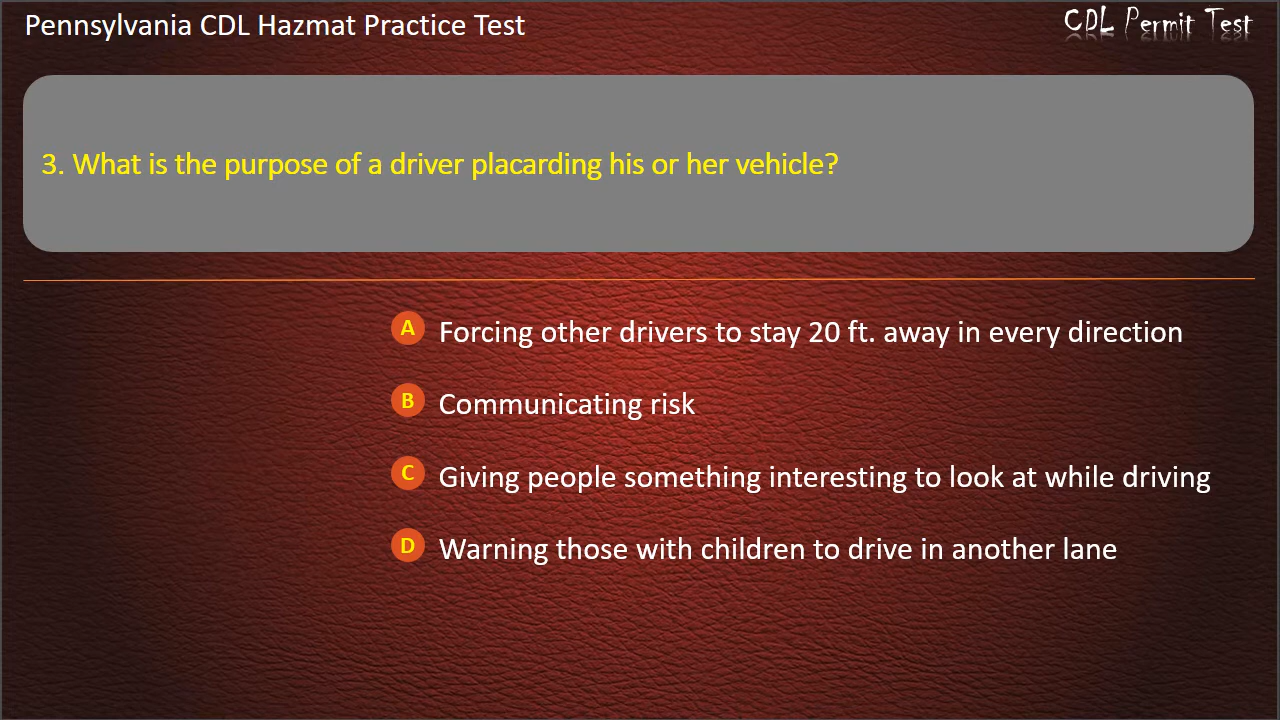 Pennsylvania CDL Hazmat Practice Test
CDL Permit Test
3. What is the purpose of a driver placarding his or her vehicle?
A Forcing other drivers to stay 20 ft. away in every direction
B Communicating risk
C Giving people something interesting to look at while driving
D Warning those with children to drive in another lane